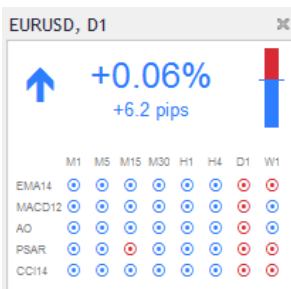 EURUSD, D1
+0.06%
+6.2 pips
M1 M5 M15 M30 H1 H4 D1 W1
EMA14
MACD12
AO
PSAR
CCI14